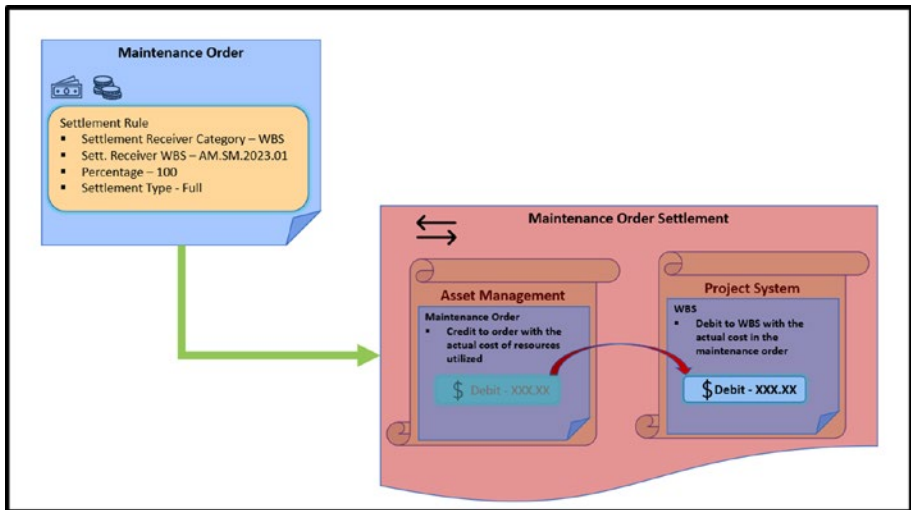 Maintenance Order
Settlement Rule
▪ Settlement Receiver Category – WBS
▪ Sett. Receiver WBS – AM.SM.2023.01
▪ Percentage – 100
▪ Settlement Type - Full
Maintenance Order Settlement
Asset Management
Maintenance Order
▪ Credit to order with the
actual cost of resources
utilized
$ Debit - XXX.XX
Project System
WBS
▪ Debit to WBS with the
actual cost in the
maintenance order
$ Debit - XXX.XX